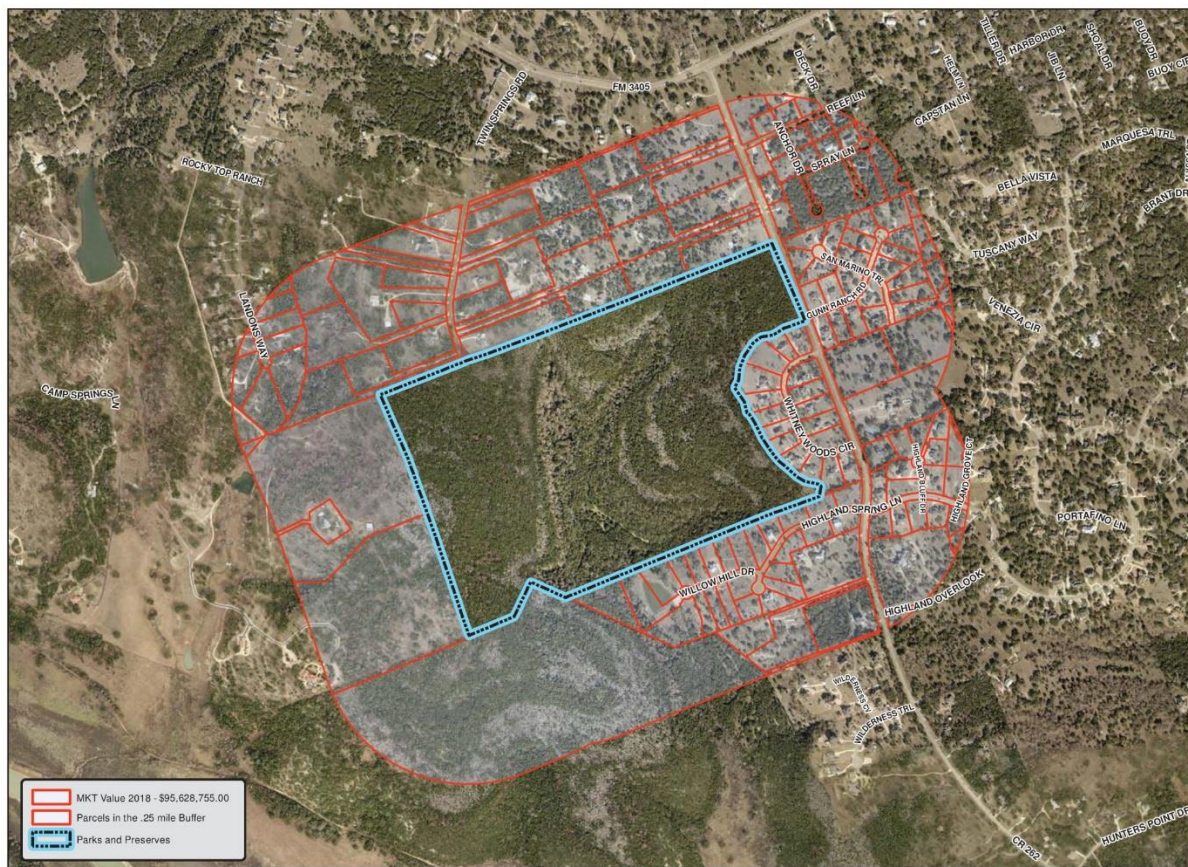 TILLER DR
HARBOR DR
SHOAL DR
BUOY DR
HELM LN
JIB LN
BUOY CIR
DECK DR
REEF LN
CAPSTAN LN
FM 3405
TWIN SPRINGS RD
ANCHOR DR
SPRAY LN
MARQUESA TRL
ROCKY TOP RANCH
BELLA VISTA
BRANT DR
TUSCANY WAY
SAN MARINO TRL
GUNN RANCH RD
VENEZIA CIR
LANDONS WAY
CAMP SPRINGS LN
WHITNEY WOODS CIR
HIGHLAND BLUFF DR
HIGHLAND GROVE CT
HIGHLAND SPRING LN
PORTAFINO LN
WILLOW HILL DR
HIGHLAND OVERLOOK
WILDERNESS CV
WILDERNESS TRL
CR 262
HUNTERS POINT DR
MKT Value 2018 - $95,628,755.00
Parcels in the .25 mile Buffer
Parks and Preserves